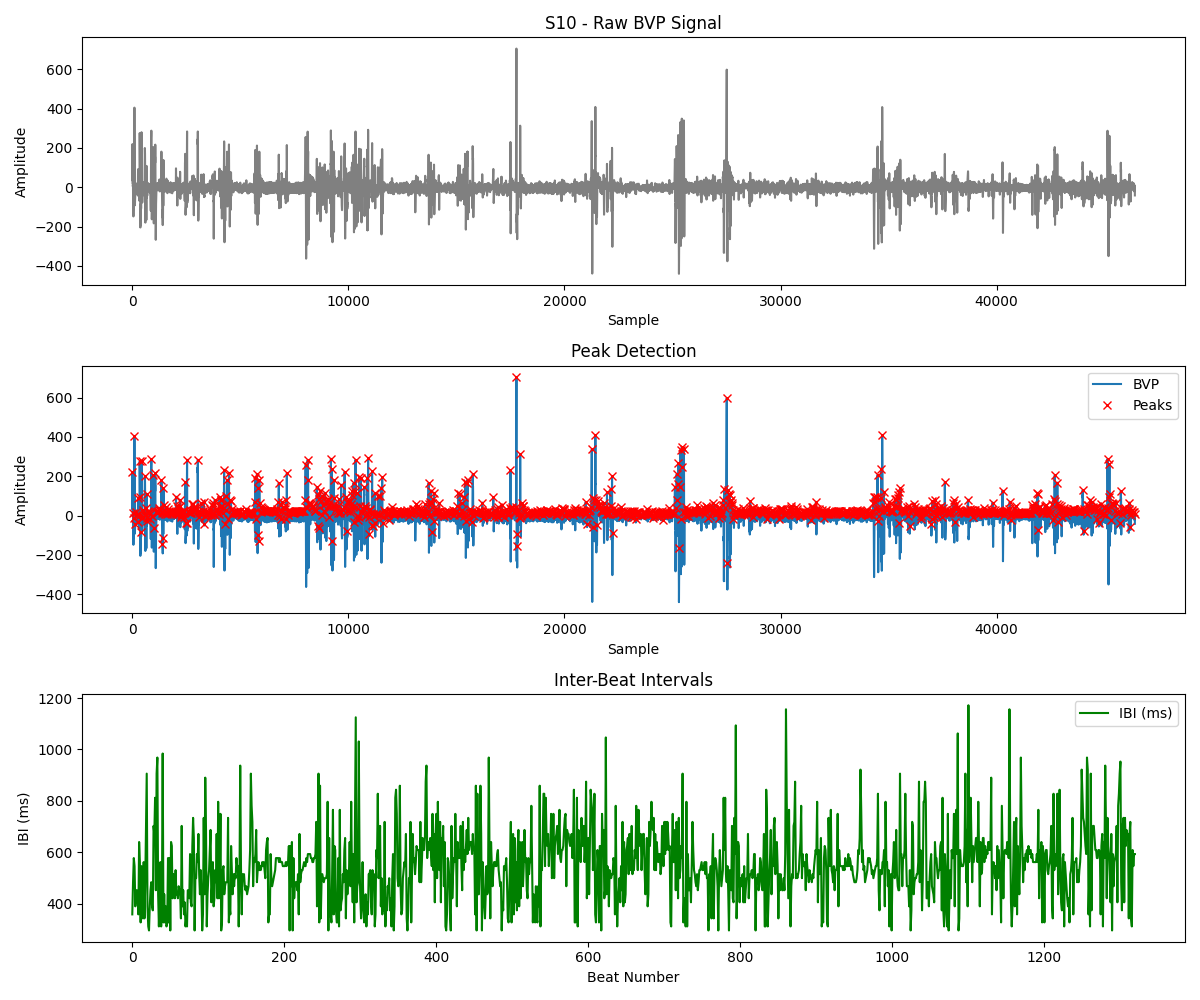 S10 - Raw BVP Signal
600
400
200
0
−200
−400
Amplitude
0 10000 20000 30000 40000
Sample
Peak Detection
BVP
Peaks
600
400
200
0
−200
−400
Amplitude
0 10000 20000 30000 40000
Sample
Inter-Beat Intervals
IBI (ms)
1200
1000
800
600
400
IBI (ms)
0 200 400 600 800 1000 1200
Beat Number